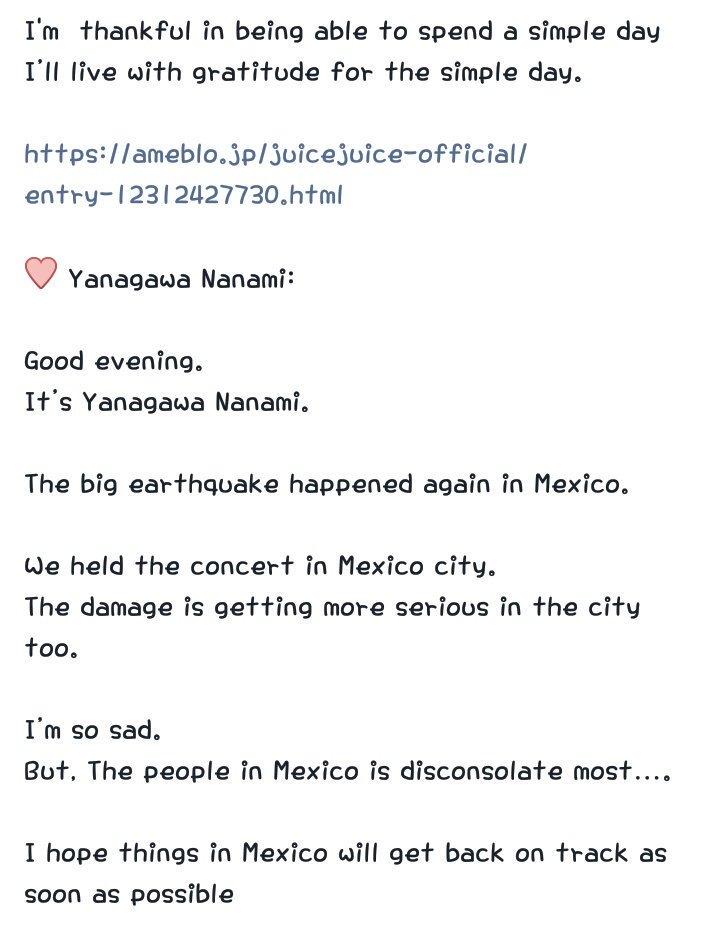 I'm thankful in being able to spend a simple day
I'll live with gratitude for the simple day.
https://ameblo.jp/juicejuice-official/
entry-12312427730.html
Yanagawa Nanami:
Good evening.
It's Yanagawa Nanami.
The big earthquake happened again in Mexico.
We held the concert in Mexico city.
The damage is getting more serious in the city
too.
I'm so sad.
But, The people in Mexico is disconsolate most....
I hope things in Mexico will get back on track as
soon as possible